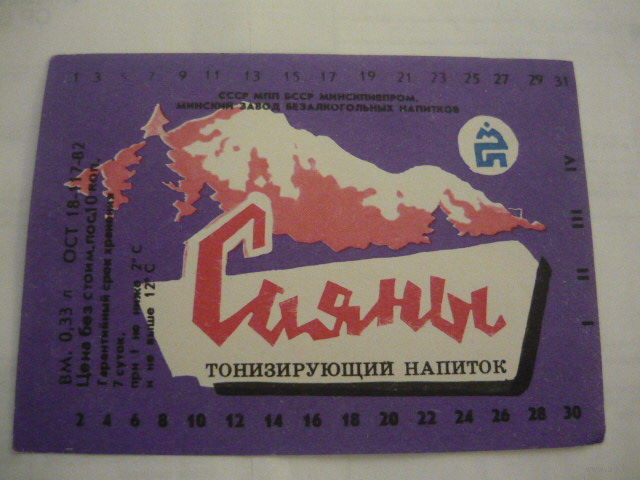 1 3 5 7 9 11 13 15 17 19 21 23 25 27 29 31
СССР МПП БССР МИНСКПИВПРОМ.
МИНСКИЙ ЗАВОД БЕЗАЛКОГОЛЬНЫХ НАПИТКОВ
Саяны
ТОНИЗИРУЮЩИЙ НАПИТОК
ВМ. 0,33 л ОСТ 18-117-82
Цена без стоим. пос. 10 коп.
Гарантийный срок хранения
7 суток,
при t не ниже 2° С
и не выше 12° С
I II III IV
2 4 6 8 10 12 14 16 18 20 22 24 26 28 30